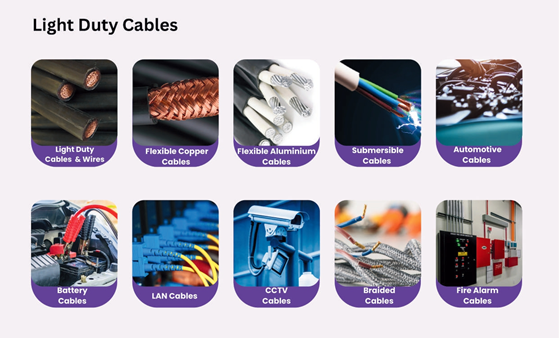 Light Duty Cables
Light Duty
Cables & Wires
Flexible Copper
Cables
Flexible Aluminium
Cables
Submersible
Cables
Automotive
Cables
Battery
Cables
LAN Cables
CCTV
Cables
Braided
Cables
Fire Alarm
Cables